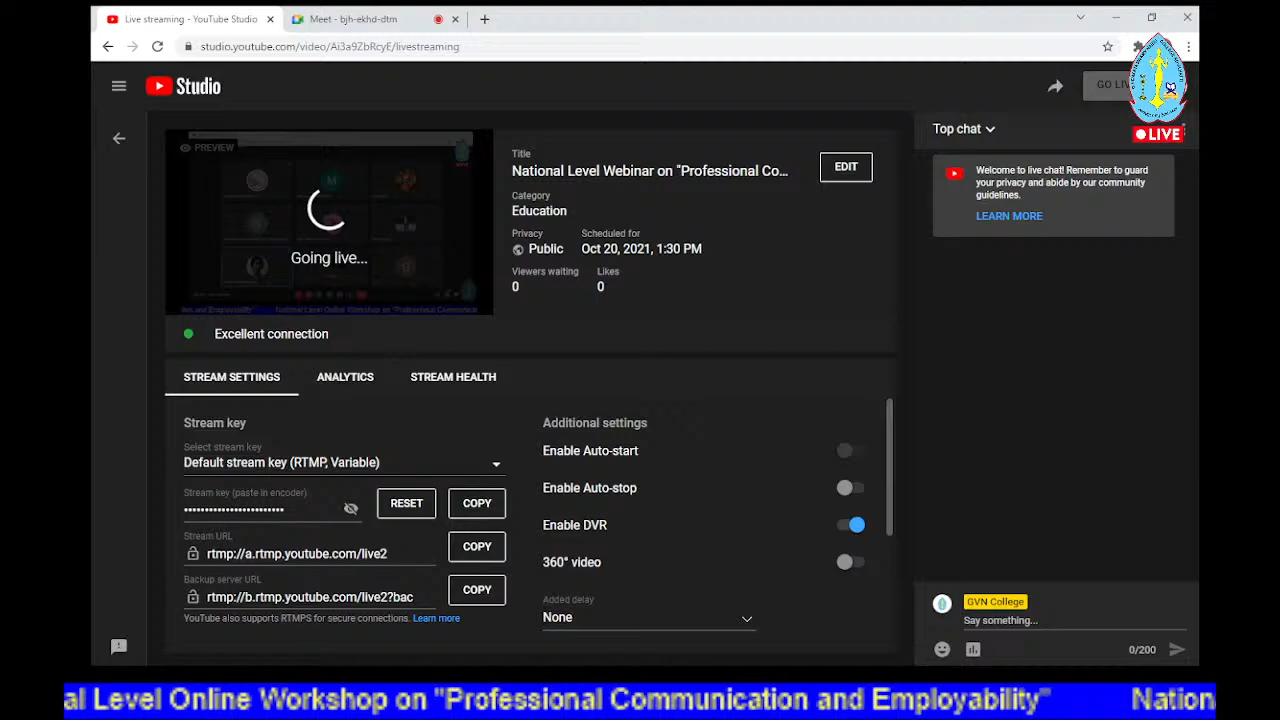 Live streaming - YouTube Studio
Meet - bjh-ekhd-dtm
studio.youtube.com/video/Ai3a9ZbRcyE/livestreaming
Studio
GO LIV
LIVE
PREVIEW
Going live...
Title
National Level Webinar on "Professional Co...
EDIT
Category
Education
Privacy
Scheduled for
Public
Oct 20, 2021, 1:30 PM
Viewers waiting
Likes
0
0
Excellent connection
Top chat
Welcome to live chat! Remember to guard
your privacy and abide by our community
guidelines.
LEARN MORE
STREAM SETTINGS
ANALYTICS
STREAM HEALTH
Stream key
Select stream key
Default stream key (RTMP, Variable)
Stream key (paste in encoder)
RESET
COPY
Stream URL
rtmp://a.rtmp.youtube.com/live2
COPY
Backup server URL
rtmp://b.rtmp.youtube.com/live2?bac
COPY
YouTube also supports RTMPS for secure connections. Learn more
Additional settings
Enable Auto-start
Enable Auto-stop
Enable DVR
360° video
Added delay
None
GVN College
Say something...
0/200
al Level Online Workshop on "Professional Communication and Employability" Nation